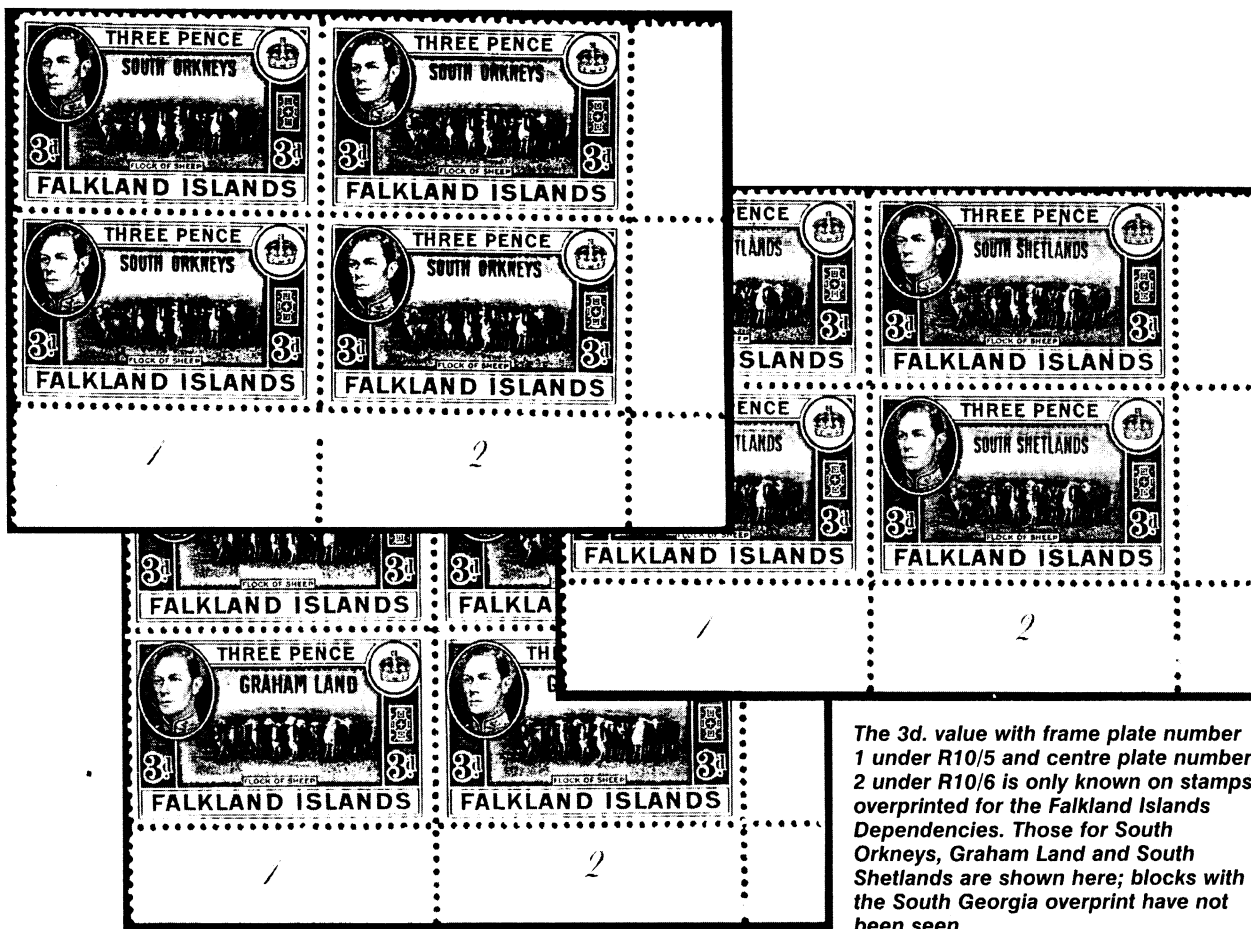 THREE PENCE THREE PENCE
SOUTH ORKNEYS SOUTH ORKNEYS
3d 3d 3d 3d
FLOCK OF SHEEP FLOCK OF SHEEP
FALKLAND ISLANDS FALKLAND ISLANDS
THREE PENCE THREE PENCE
SOUTH ORKNEYS SOUTH ORKNEYS
3d 3d 3d 3d
FLOCK OF SHEEP FLOCK OF SHEEP
FALKLAND ISLANDS FALKLAND ISLANDS
1 2
ENCE THREE PENCE
TLANDS SOUTH SHETLANDS
3d 3d 3d
FLOCK OF SHEEP
SLANDS FALKLAND ISLANDS
ENCE THREE PENCE
TLANDS SOUTH SHETLANDS
3d 3d 3d
FLOCK OF SHEEP
FALKLAND ISLANDS FALKLAND ISLANDS
1 2
3d 3d 3d
FLOCK OF SHEEP FLOCK OF SHEEP
FALKLAND ISLANDS FALKLA
THREE PENCE TH
GRAHAM LAND G
3d 3d 3d 3d
FLOCK OF SHEEP FLOCK OF SHEEP
FALKLAND ISLANDS FALKLAND ISLANDS
1 2
The 3d. value with frame plate number
1 under R10/5 and centre plate number
2 under R10/6 is only known on stamps
overprinted for the Falkland Islands
Dependencies. Those for South
Orkneys, Graham Land and South
Shetlands are shown here; blocks with
the South Georgia overprint have not
been seen